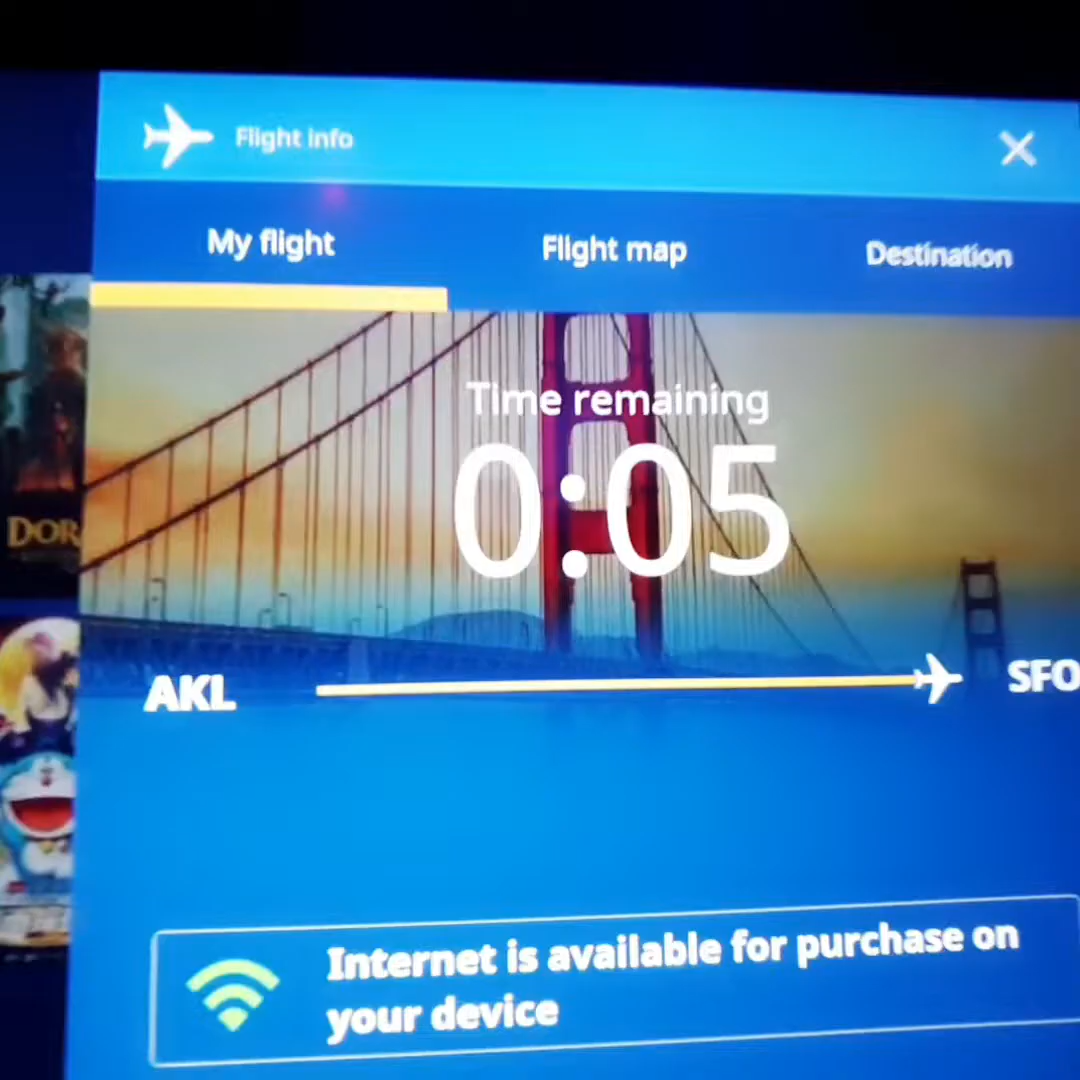 Flight info
My flight
Flight map
Destination
Time remaining
0:05
AKL
SFO
DOR
Internet is available for purchase on
your device